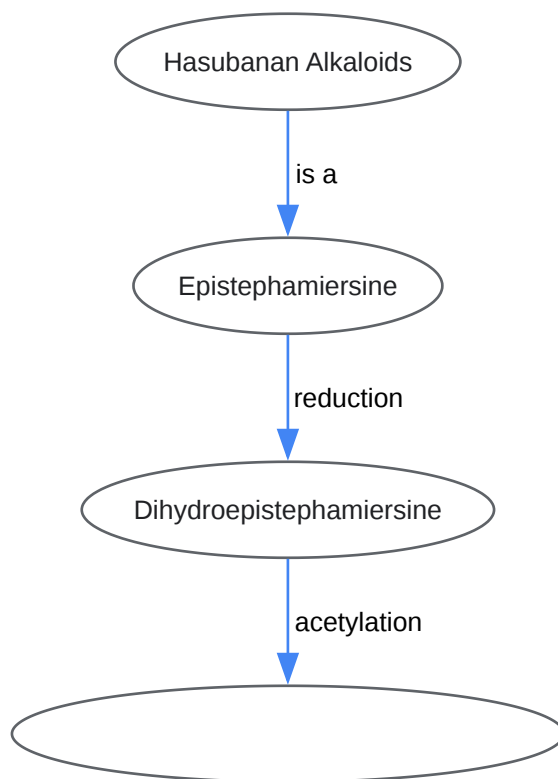 Hasubanan Alkaloids
is a
Epistephamiersine
reduction
Dihydroepistephamiersine
acetylation